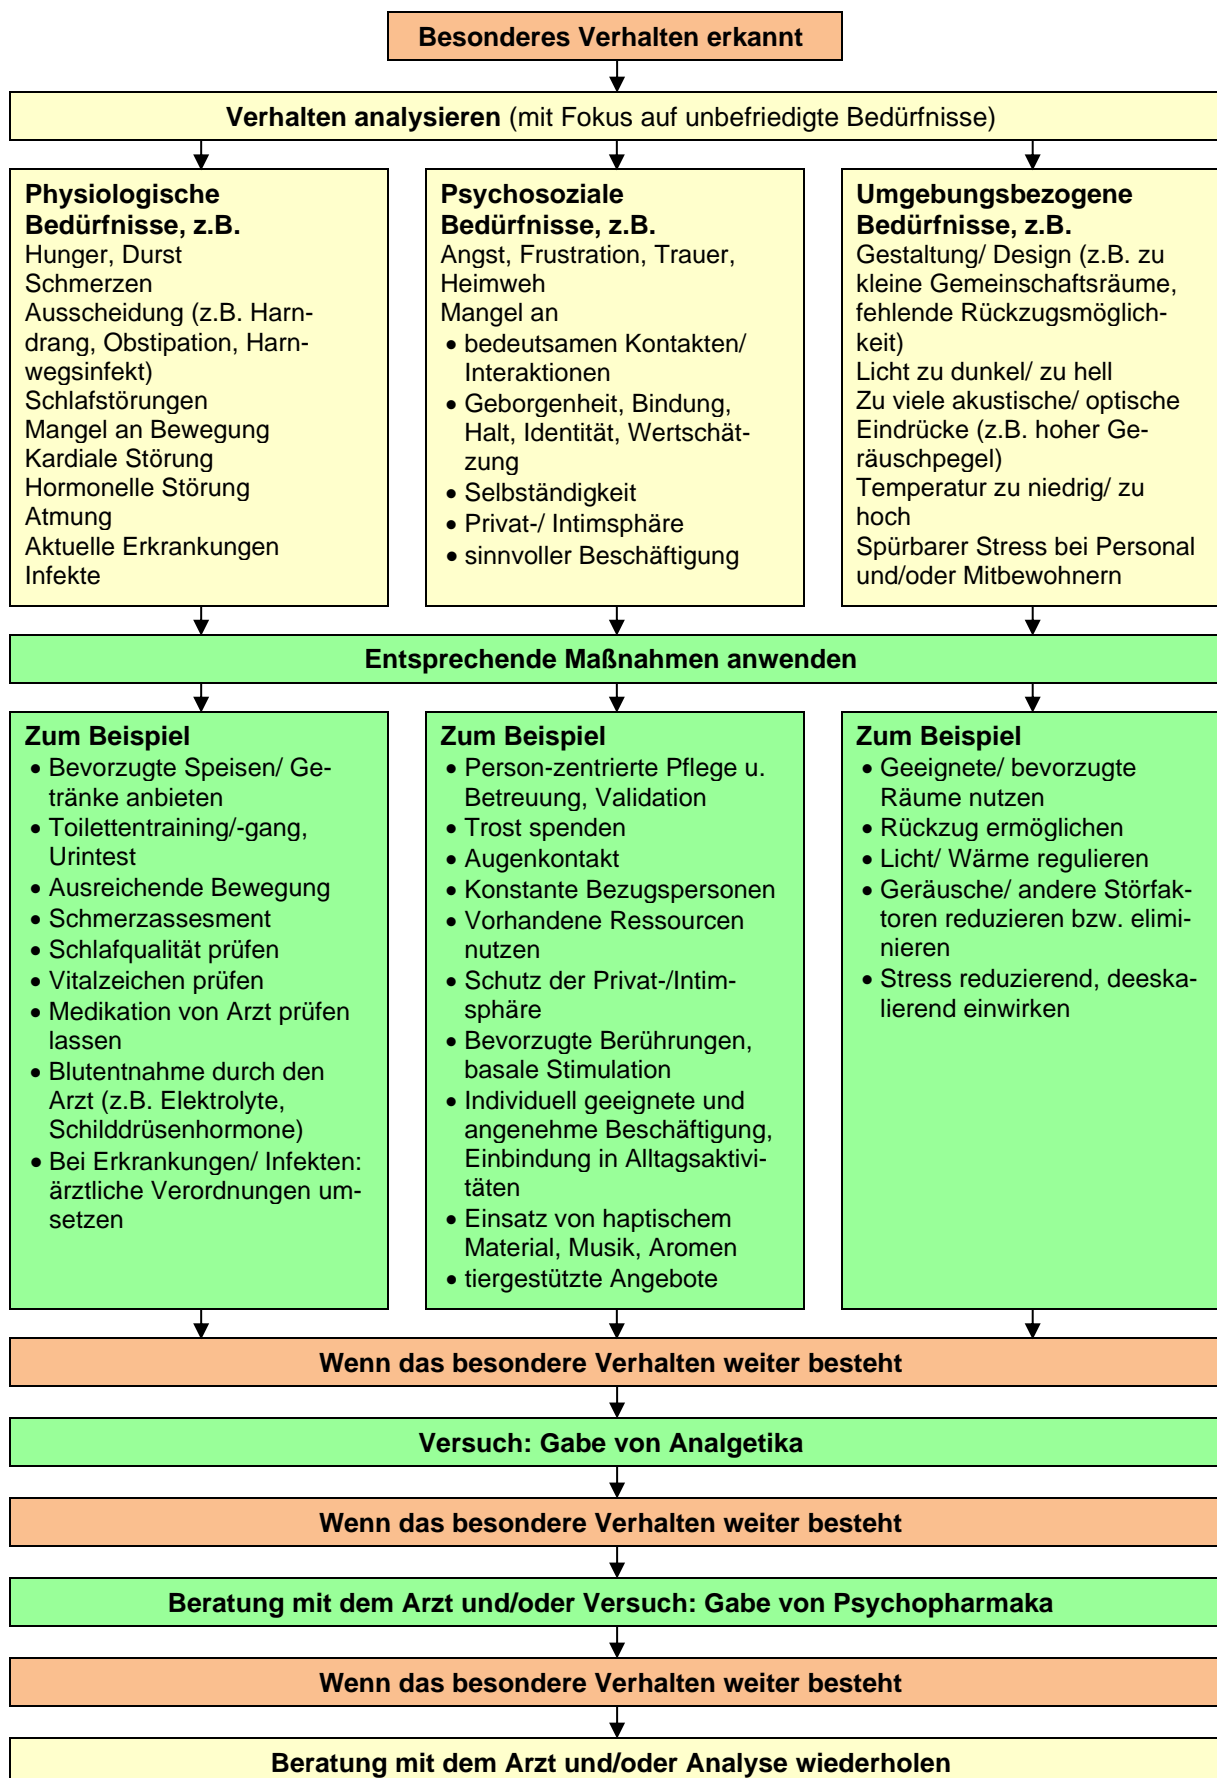 Besonderes Verhalten erkannt
Verhalten analysieren (mit Fokus auf unbefriedigte Bedürfnisse)
Physiologische
Bedürfnisse, z.B.
Hunger, Durst
Schmerzen
Ausscheidung (z.B. Harn-
drang, Obstipation, Harn-
wegsinfekt)
Schlafstörungen
Mangel an Bewegung
Kardiale Störung
Hormonelle Störung
Atmung
Aktuelle Erkrankungen
Infekte
Psychosoziale
Bedürfnisse, z.B.
Angst, Frustration, Trauer,
Heimweh
Mangel an
• bedeutsamen Kontakten/
Interaktionen
• Geborgenheit, Bindung,
Halt, Identität, Wertschät-
zung
• Selbständigkeit
• Privat-/ Intimsphäre
• sinnvoller Beschäftigung
Umgebungsbezogene
Bedürfnisse, z.B.
Gestaltung/ Design (z.B. zu
kleine Gemeinschaftsräume,
fehlende Rückzugsmöglich-
keit)
Licht zu dunkel/ zu hell
Zu viele akustische/ optische
Eindrücke (z.B. hoher Ge-
räuschpegel)
Temperatur zu niedrig/ zu
hoch
Spürbarer Stress bei Personal
und/oder Mitbewohnern
Entsprechende Maßnahmen anwenden
Zum Beispiel
• Bevorzugte Speisen/ Ge-
tränke anbieten
• Toilettentraining/-gang,
Urintest
• Ausreichende Bewegung
• Schmerzassesment
• Schlafqualität prüfen
• Vitalzeichen prüfen
• Medikation von Arzt prüfen
lassen
• Blutentnahme durch den
Arzt (z.B. Elektrolyte,
Schilddrüsenhormone)
• Bei Erkrankungen/ Infekten:
ärztliche Verordnungen um-
setzen
Zum Beispiel
• Person-zentrierte Pflege u.
Betreuung, Validation
• Trost spenden
• Augenkontakt
• Konstante Bezugspersonen
• Vorhandene Ressourcen
nutzen
• Schutz der Privat-/Intim-
sphäre
• Bevorzugte Berührungen,
basale Stimulation
• Individuell geeignete und
angenehme Beschäftigung,
Einbindung in Alltagsaktivi-
täten
• Einsatz von haptischem
Material, Musik, Aromen
• tiergestützte Angebote
Zum Beispiel
• Geeignete/ bevorzugte
Räume nutzen
• Rückzug ermöglichen
• Licht/ Wärme regulieren
• Geräusche/ andere Störfak-
toren reduzieren bzw. elimi-
nieren
• Stress reduzierend, deeska-
lierend einwirken
Wenn das besondere Verhalten weiter besteht
Versuch: Gabe von Analgetika
Wenn das besondere Verhalten weiter besteht
Beratung mit dem Arzt und/oder Versuch: Gabe von Psychopharmaka
Wenn das besondere Verhalten weiter besteht
Beratung mit dem Arzt und/oder Analyse wiederholen